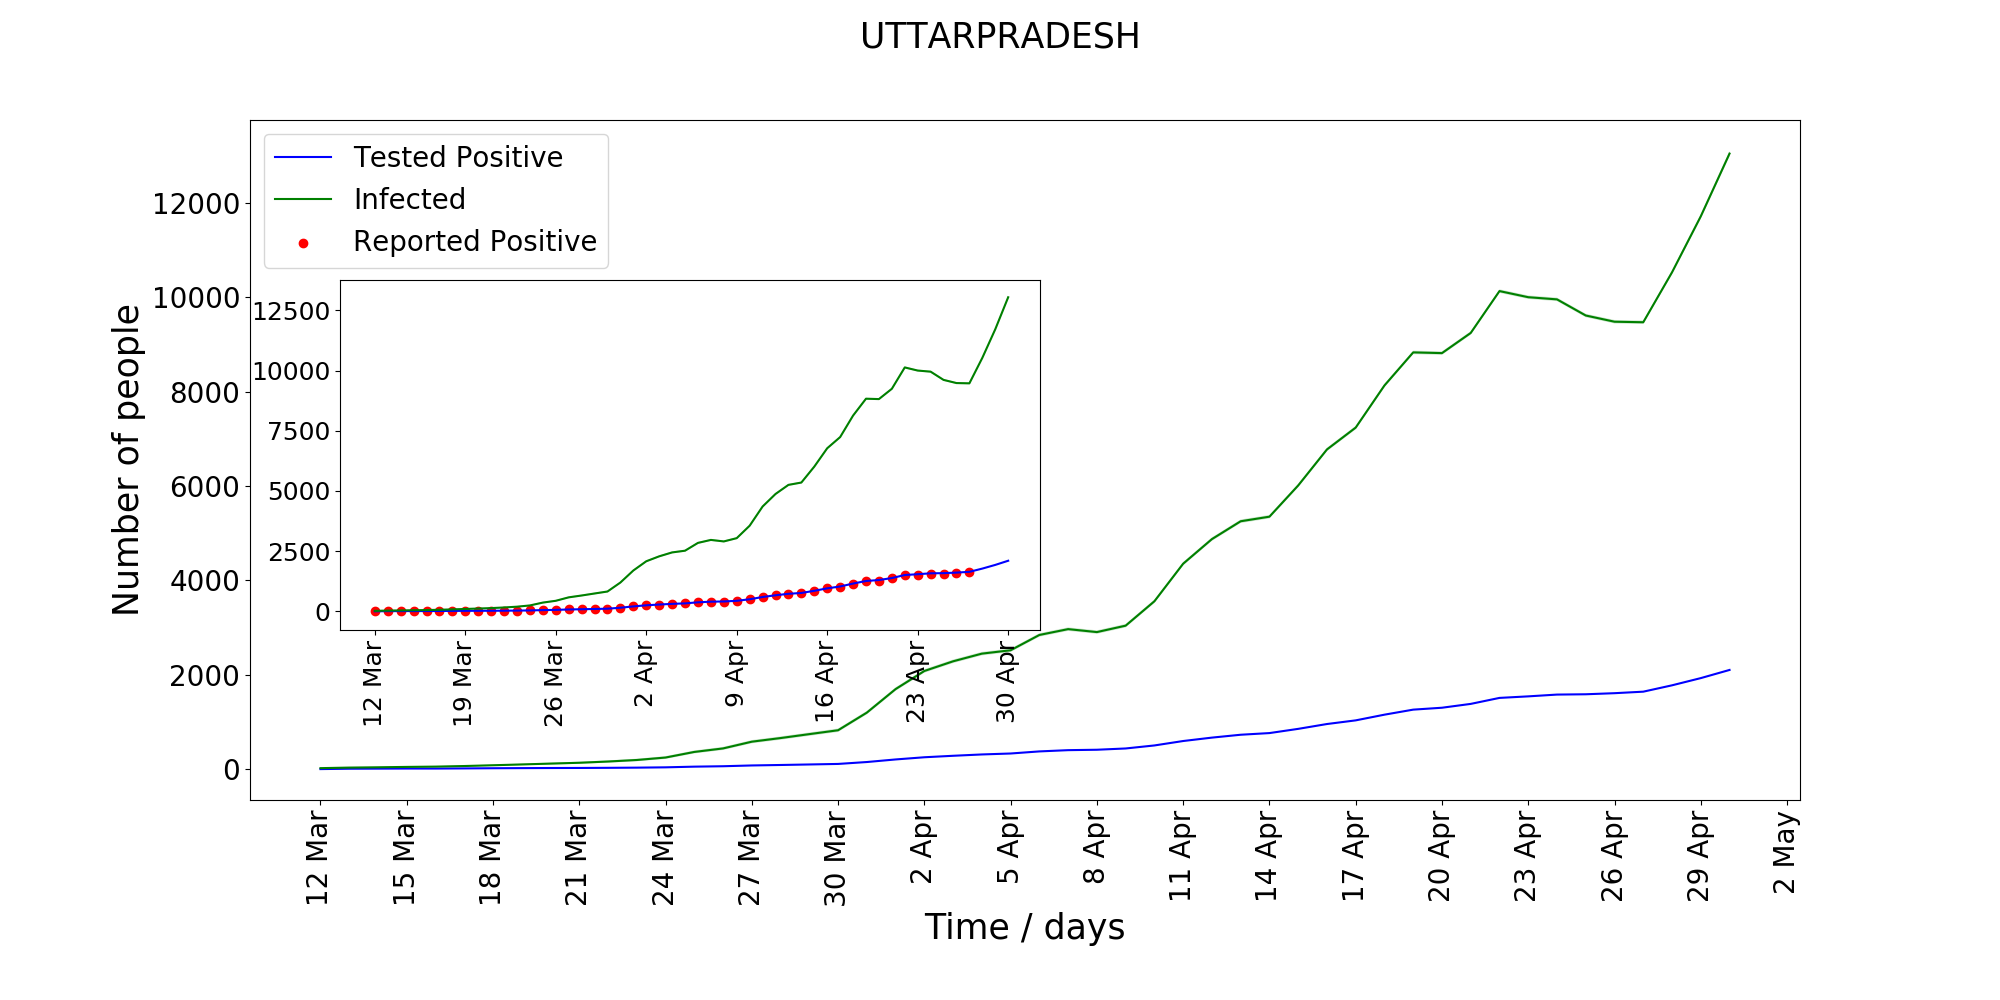 UTTARPRADESH
Tested Positive
Infected
Reported Positive
Number of people
12000
10000
8000
6000
4000
2000
0
12500
10000
7500
5000
2500
0
12 Mar
19 Mar
26 Mar
2 Apr
9 Apr
16 Apr
23 Apr
30 Apr
12 Mar
15 Mar
18 Mar
21 Mar
24 Mar
27 Mar
30 Mar
2 Apr
5 Apr
8 Apr
11 Apr
14 Apr
17 Apr
20 Apr
23 Apr
26 Apr
29 Apr
2 May
Time / days